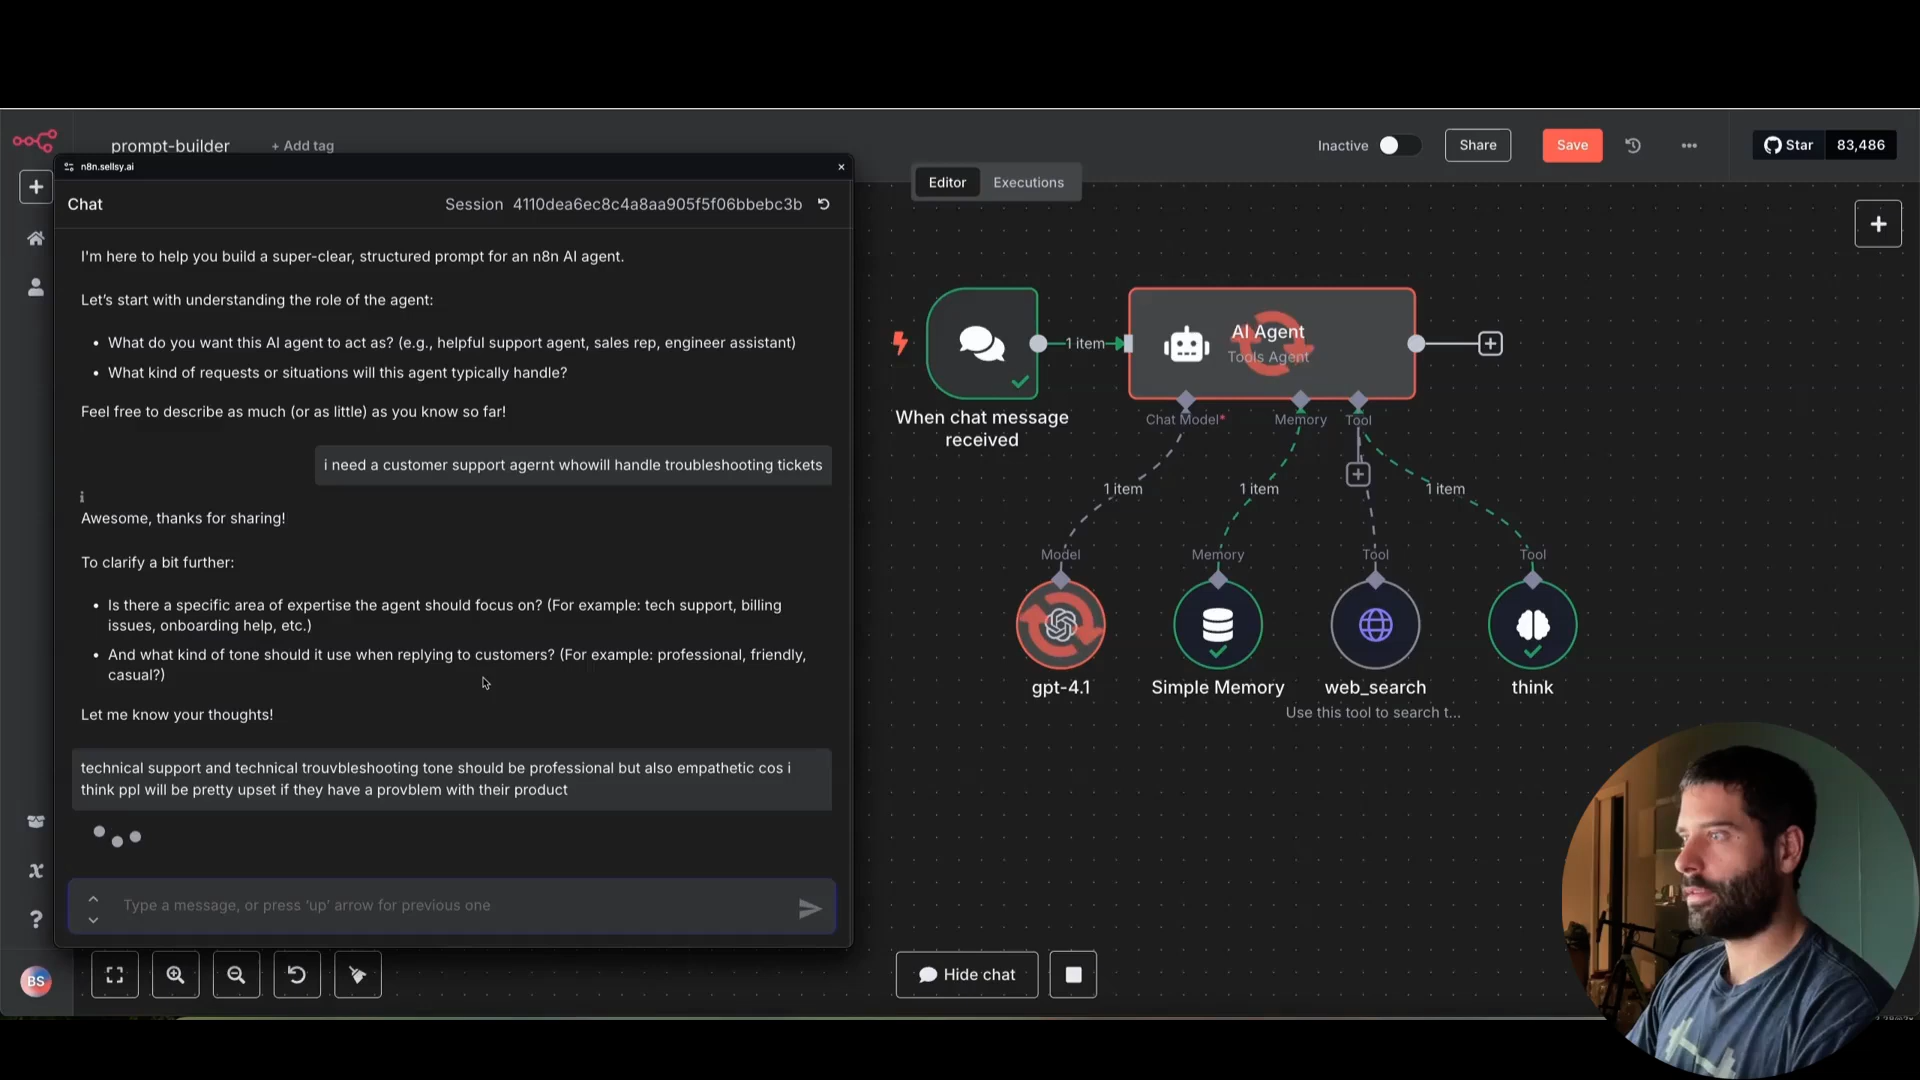 prompt-builder
+ Add tag
Inactive
Share
Save
Star
83,486
n8n.sellsy.ai
Editor
Executions
Chat
Session 4110dea6ec8c4a8aa905f5f06bbebc3b
I'm here to help you build a super-clear, structured prompt for an n8n AI agent.
Let's start with understanding the role of the agent:
• What do you want this AI agent to act as? (e.g., helpful support agent, sales rep, engineer assistant)
• What kind of requests or situations will this agent typically handle?
Feel free to describe as much (or as little) as you know so far!
i need a customer support agernt whowill handle troubleshooting tickets
Awesome, thanks for sharing!
To clarify a bit further:
• Is there a specific area of expertise the agent should focus on? (For example: tech support, billing
issues, onboarding help, etc.)
• And what kind of tone should it use when replying to customers? (For example: professional, friendly,
casual?)
Let me know your thoughts!
technical support and technical trouvbleshooting tone should be professional but also empathetic cos i
think ppl will be pretty upset if they have a provblem with their product
Type a message, or press 'up' arrow for previous one
BS
1 item
AI Agent
Tools Agent
When chat message
received
Chat Model*
Memory
Tool
1 item
1 item
1 item
Model
Memory
Tool
Tool
gpt-4.1
Simple Memory
web_search
think
Use this tool to search t...
Hide chat